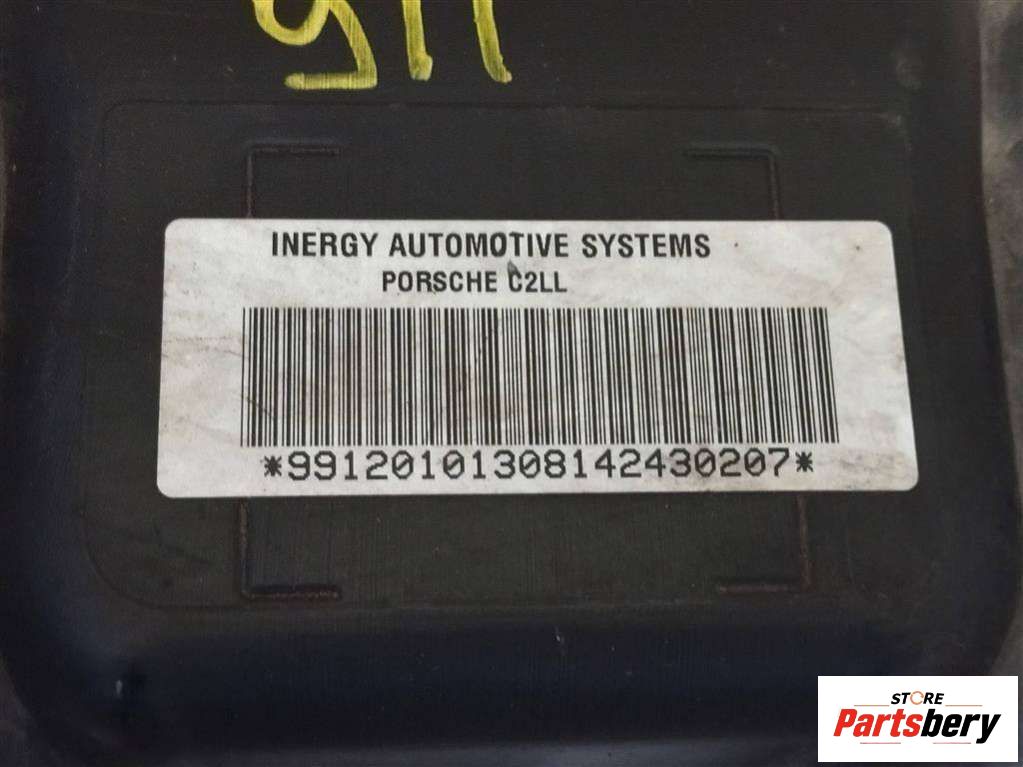 911
INERGY AUTOMOTIVE SYSTEMS
PORSCHE C2LL
*99120101308142430207*
STORE
Partsbery